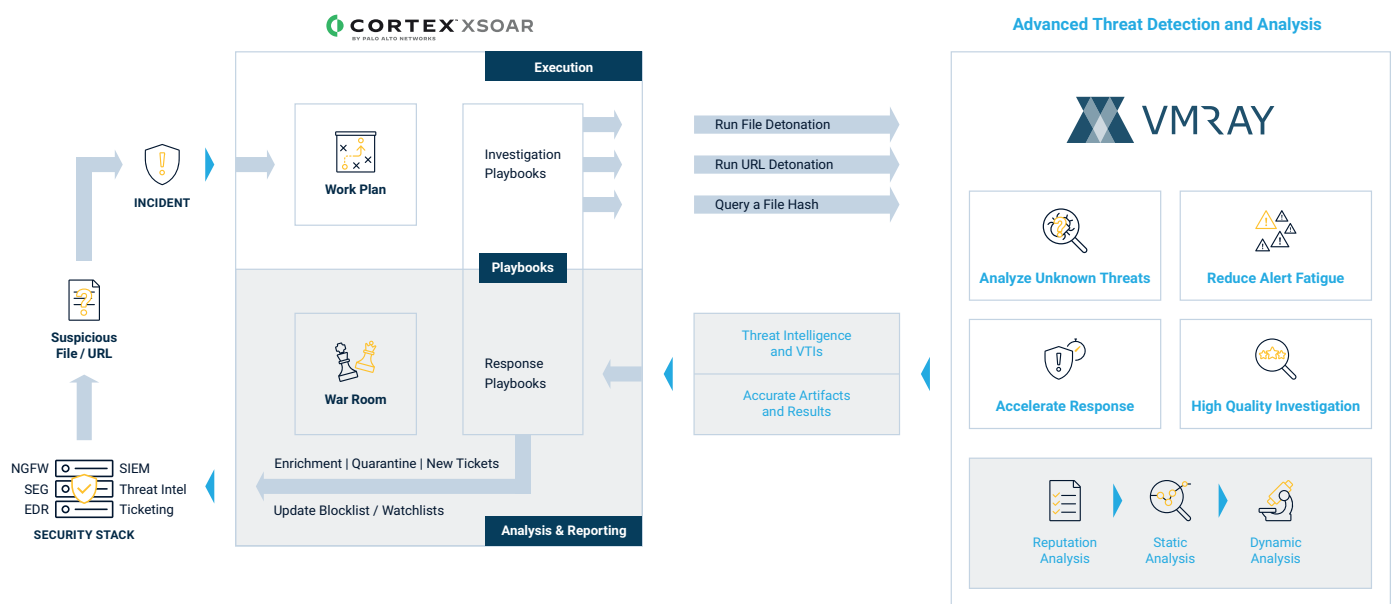 CORTEX XSOAR
BY PALO ALTO NETWORKS
Advanced Threat Detection and Analysis
Execution
VMRAY
Work Plan
Investigation
Playbooks
Run File Detonation
Run URL Detonation
Query a File Hash
INCIDENT
Playbooks
Analyze Unknown Threats
Reduce Alert Fatigue
Suspicious
File / URL
War Room
Response
Playbooks
Threat Intelligence
and VTIs
Accurate Artifacts
and Results
Accelerate Response
High Quality Investigation
NGFW
SEG
EDR
SIEM
Threat Intel
Ticketing
SECURITY STACK
Enrichment | Quarantine | New Tickets
Update Blocklist / Watchlists
Analysis & Reporting
Reputation
Analysis
Static
Analysis
Dynamic
Analysis